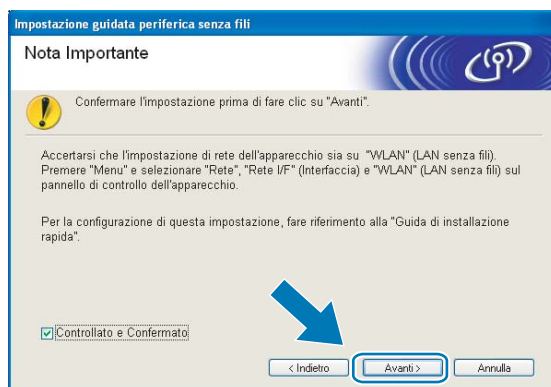 Impostazione guidata periferica senza fili
Nota Importante
Confermare l'impostazione prima di fare clic su "Avanti".
Accertarsi che l'impostazione di rete dell'apparecchio sia su "WLAN" (LAN senza fili).
Premere "Menu" e selezionare "Rete", "Rete I/F" (Interfaccia) e "WLAN" (LAN senza fili) sul
pannello di controllo dell'apparecchio.
Per la configurazione di questa impostazione, fare riferimento alla "Guida di installazione
rapida".
Controllato e Confermato
< Indietro
Avanti >
Annulla